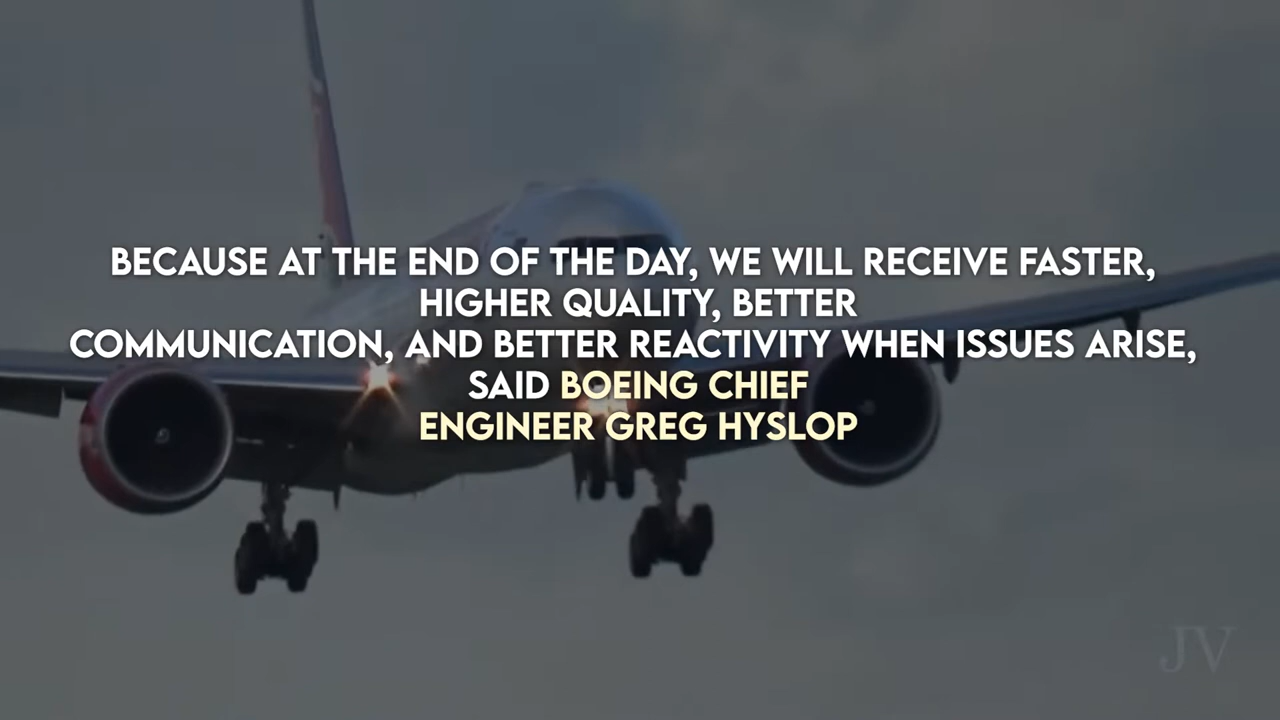 BECAUSE AT THE END OF THE DAY, WE WILL RECEIVE FASTER,
HIGHER QUALITY, BETTER
COMMUNICATION, AND BETTER REACTIVITY WHEN ISSUES ARISE,
SAID BOEING CHIEF
ENGINEER GREG HYSLOP
JV